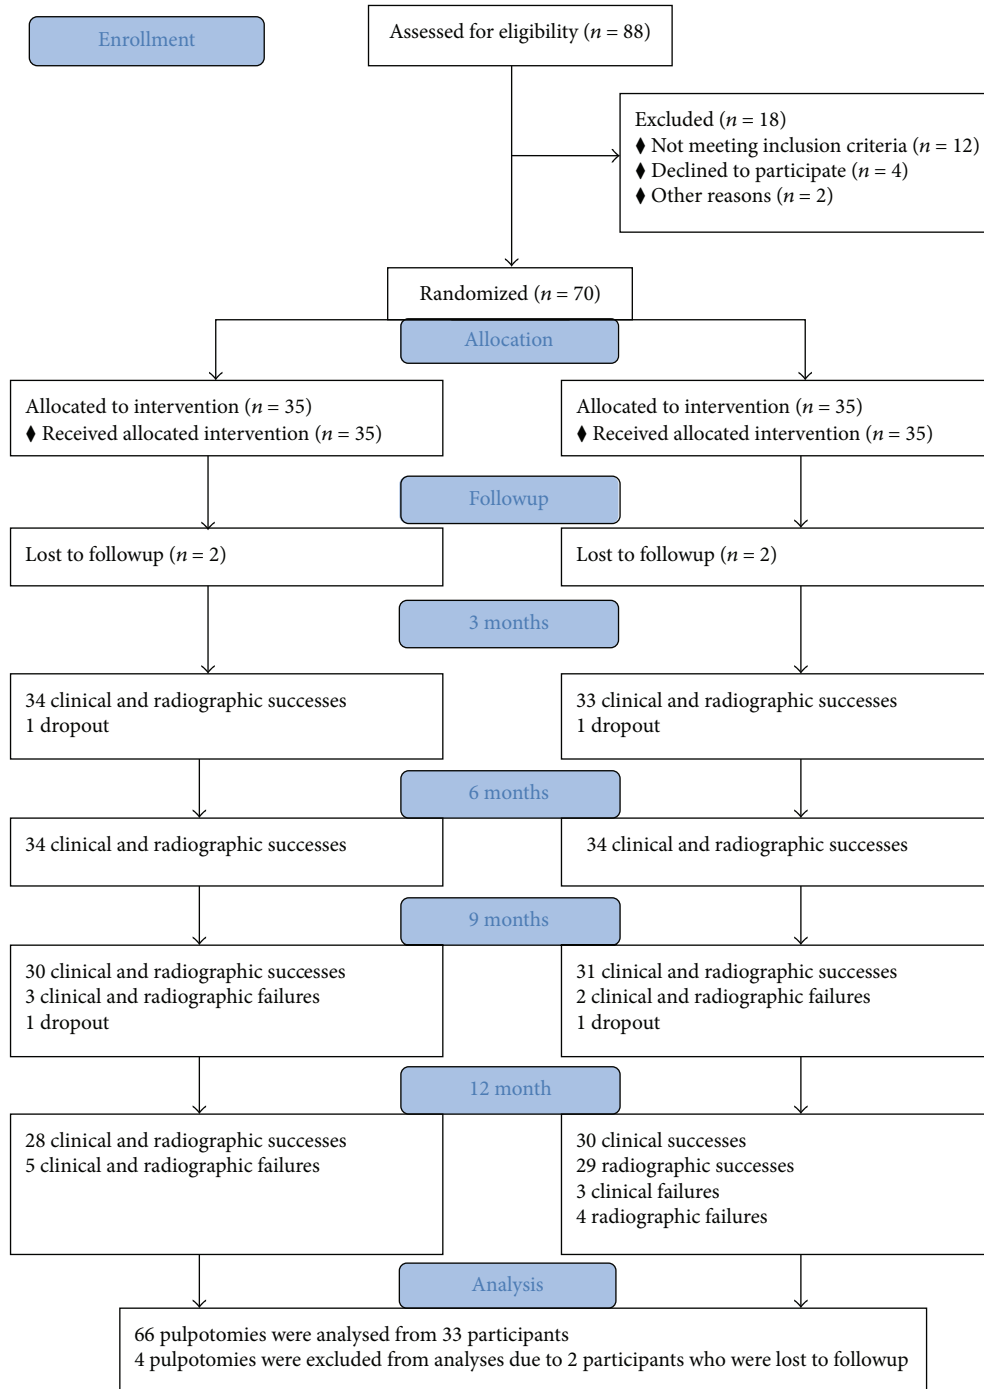 Enrollment
Assessed for eligibility (n = 88)
Excluded (n = 18)
♦ Not meeting inclusion criteria (n = 12)
♦ Declined to participate (n = 4)
♦ Other reasons (n = 2)
Randomized (n = 70)
Allocation
Allocated to intervention (n = 35)
♦ Received allocated intervention (n = 35)
Allocated to intervention (n = 35)
♦ Received allocated intervention (n = 35)
Followup
Lost to followup (n = 2)
Lost to followup (n = 2)
3 months
34 clinical and radiographic successes
1 dropout
33 clinical and radiographic successes
1 dropout
6 months
34 clinical and radiographic successes
34 clinical and radiographic successes
9 months
30 clinical and radiographic successes
3 clinical and radiographic failures
1 dropout
31 clinical and radiographic successes
2 clinical and radiographic failures
1 dropout
12 month
28 clinical and radiographic successes
5 clinical and radiographic failures
30 clinical successes
29 radiographic successes
3 clinical failures
4 radiographic failures
Analysis
66 pulpotomies were analysed from 33 participants
4 pulpotomies were excluded from analyses due to 2 participants who were lost to followup